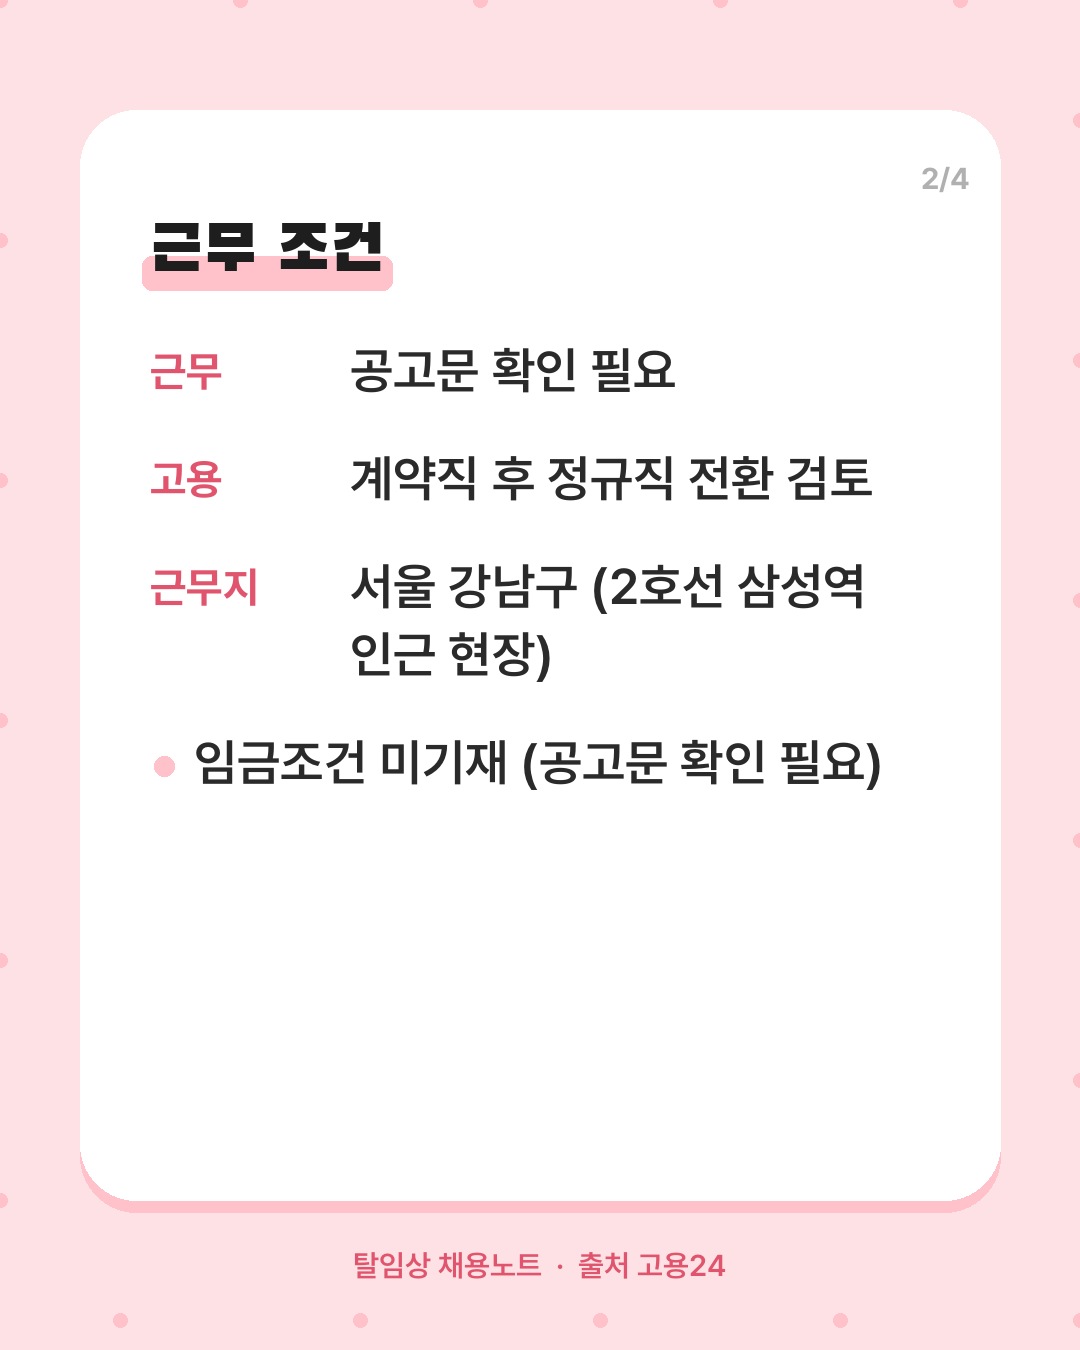 2/4
근무 조건
근무 공고문 확인 필요
고용 계약직 후 정규직 전환 검토
근무지 서울 강남구 (2호선 삼성역
인근 현장)
임금조건 미기재 (공고문 확인 필요)
탈임상 채용노트 · 출처 고용24